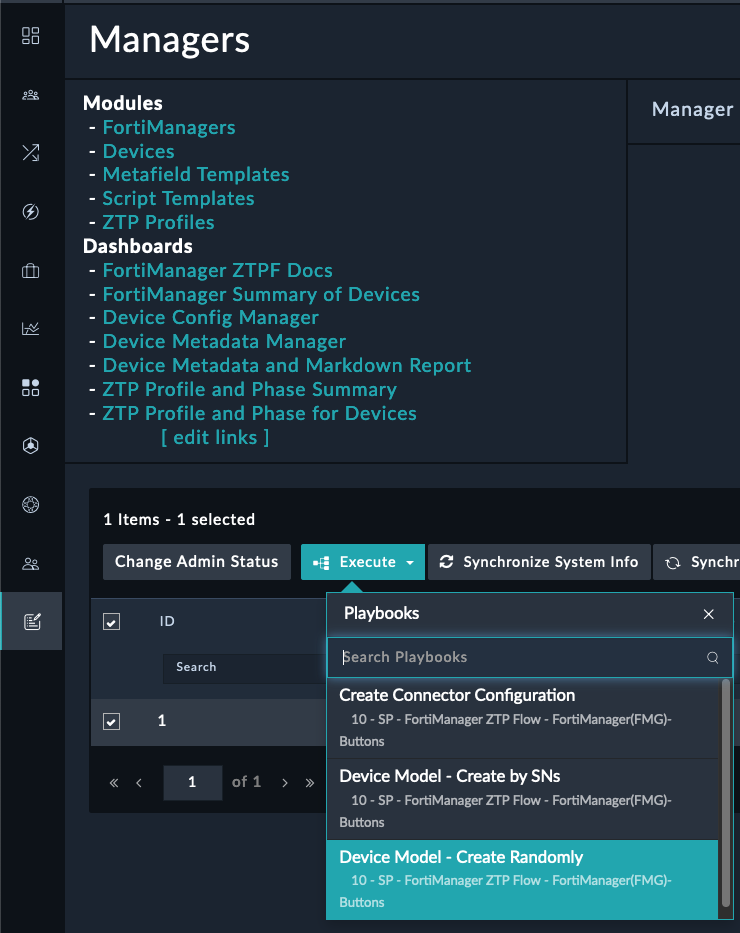 Managers
Modules
- FortiManagers
- Devices
- Metafield Templates
- Script Templates
- ZTP Profiles
Dashboards
- FortiManager ZTPF Docs
- FortiManager Summary of Devices
- Device Config Manager
- Device Metadata Manager
- Device Metadata and Markdown Report
- ZTP Profile and Phase Summary
- ZTP Profile and Phase for Devices
[ edit links ]
Manager
1 Items - 1 selected
Change Admin Status
Execute
Synchronize System Info
Synchr
ID
Search
1
« ‹ 1 of 1 › »
Playbooks ×
Search Playbooks
Create Connector Configuration
10 - SP - FortiManager ZTP Flow - FortiManager(FMG)-
Buttons
Device Model - Create by SNs
10 - SP - FortiManager ZTP Flow - FortiManager(FMG)-
Buttons
Device Model - Create Randomly
10 - SP - FortiManager ZTP Flow - FortiManager(FMG)-
Buttons